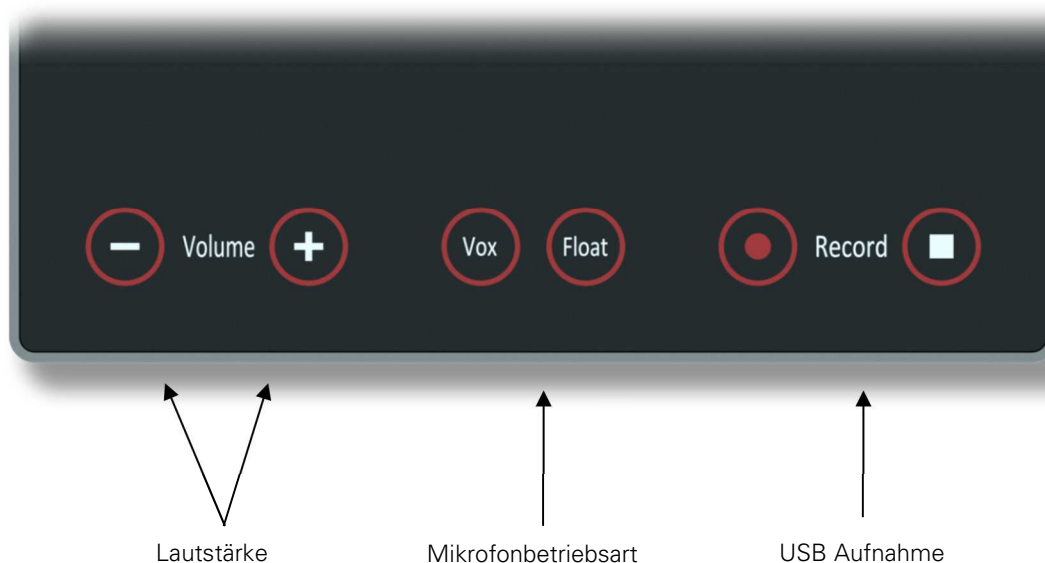 − Volume + Vox Float Record
Lautstärke Mikrofonbetriebsart USB Aufnahme